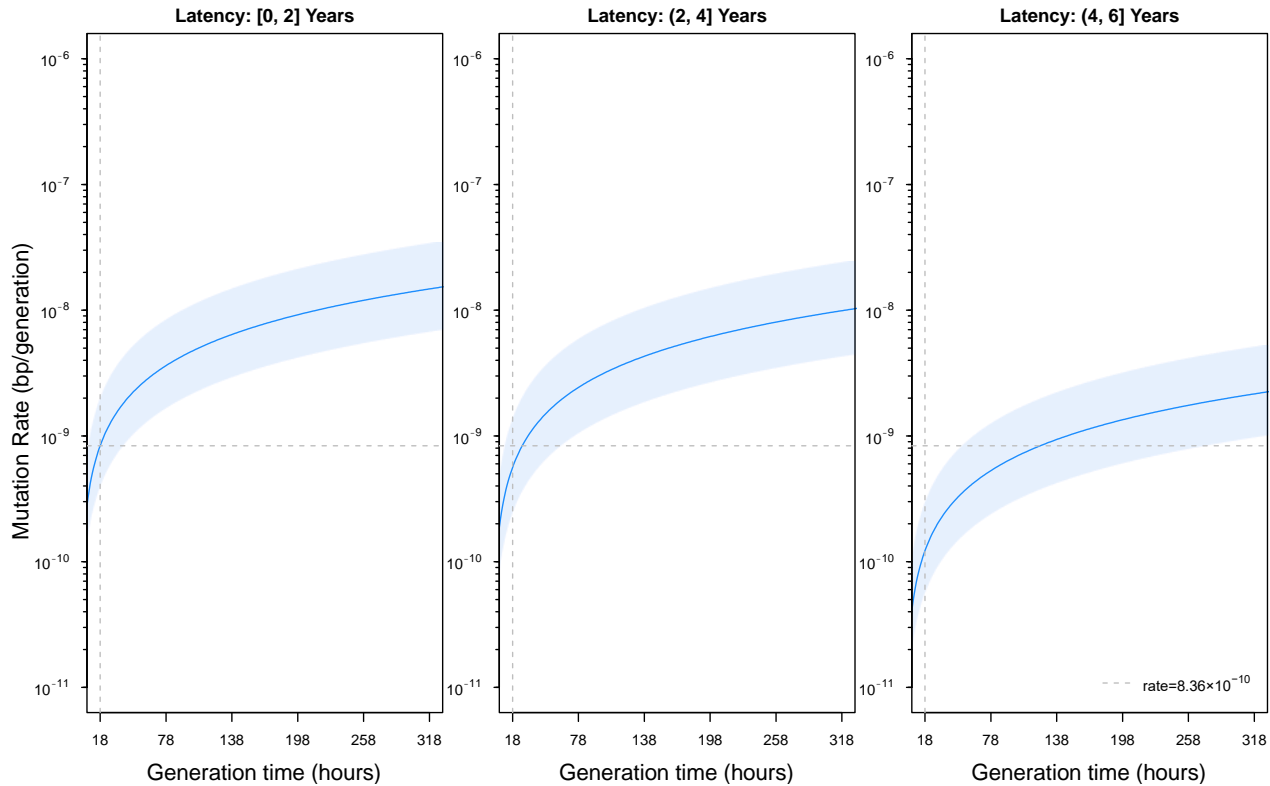 Latency: [0, 2] Years
Latency: (2, 4] Years
Latency: (4, 6] Years
Mutation Rate (bp/generation)
10⁻⁶
10⁻⁷
10⁻⁸
10⁻⁹
10⁻¹⁰
10⁻¹¹
18 78 138 198 258 318
Generation time (hours)
10⁻⁶
10⁻⁷
10⁻⁸
10⁻⁹
10⁻¹⁰
10⁻¹¹
18 78 138 198 258 318
Generation time (hours)
10⁻⁶
10⁻⁷
10⁻⁸
10⁻⁹
10⁻¹⁰
10⁻¹¹
rate=8.36×10⁻¹⁰
18 78 138 198 258 318
Generation time (hours)